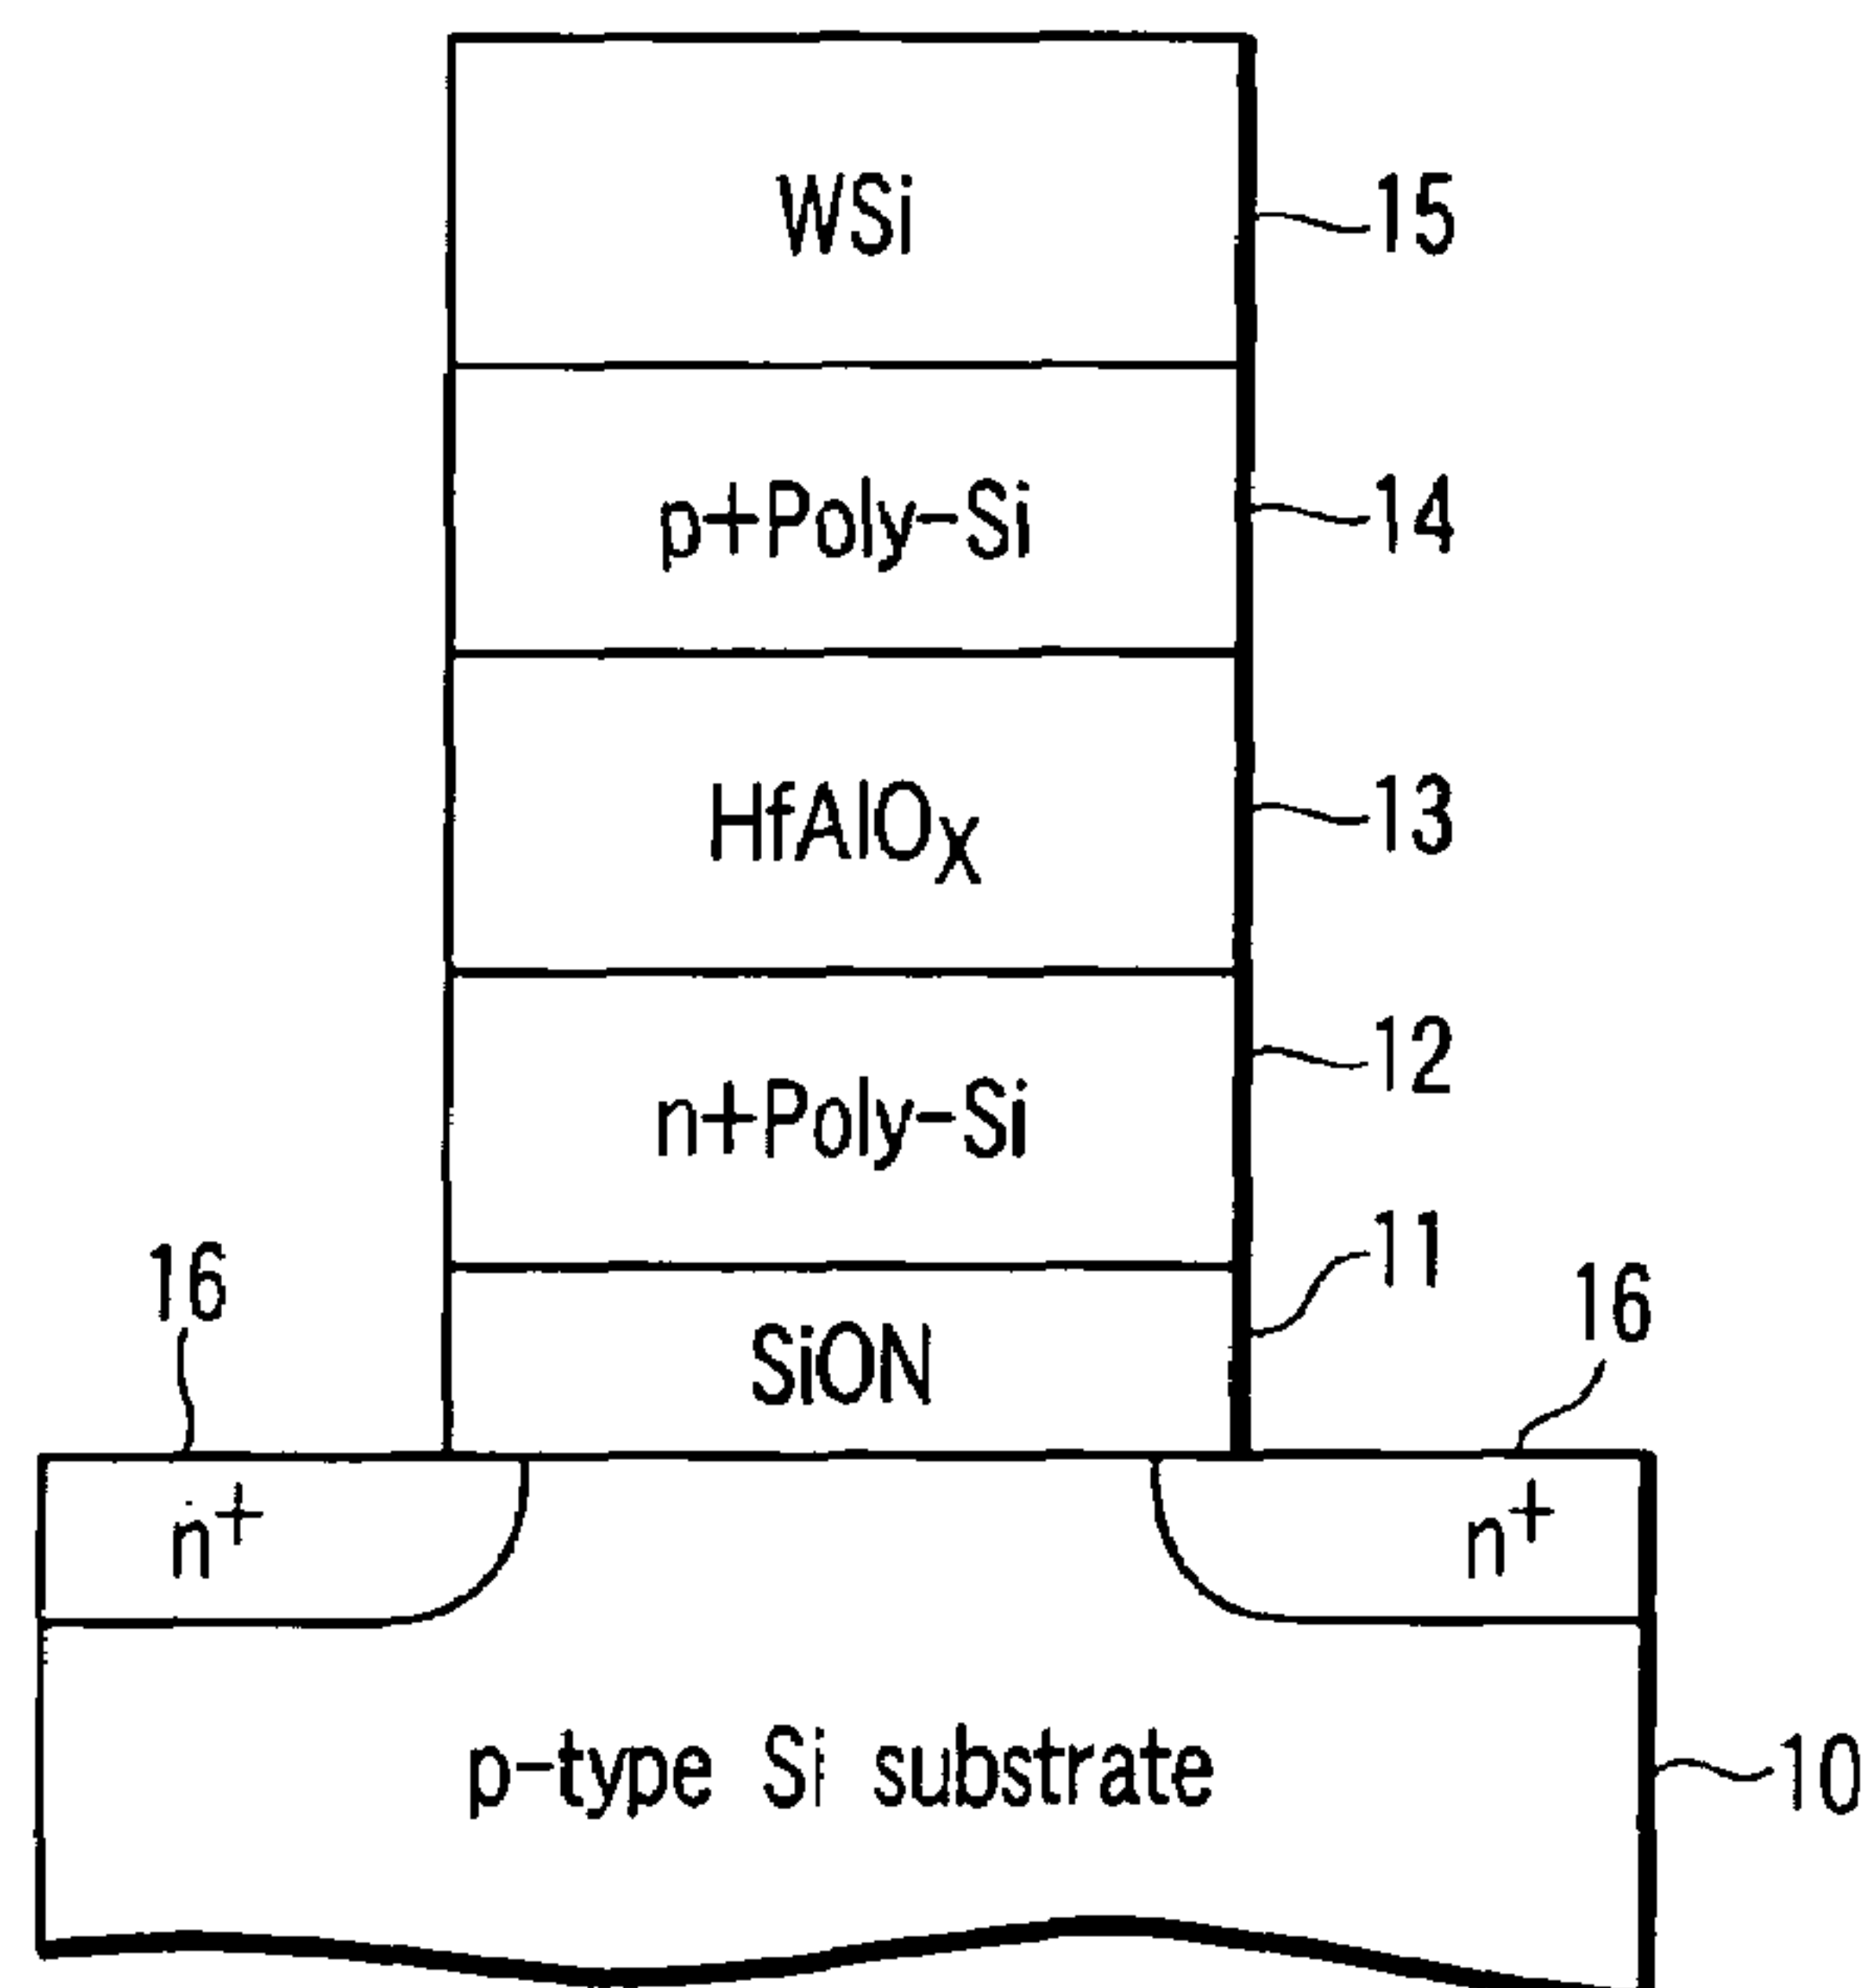 WSi 15
p+Poly-Si 14
HfAlOX 13
n+Poly-Si 12
11
16 16
SiON
n+ n+
p-type Si substrate 10